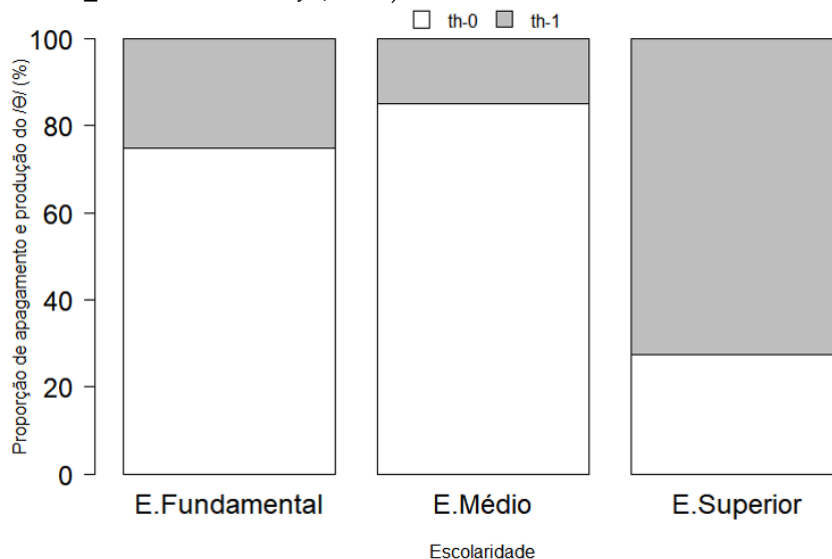 th-0 th-1
Proporção de apagamento e produção do /Θ/ (%)
100
80
60
40
20
0
E.Fundamental E.Médio E.Superior
Escolaridade